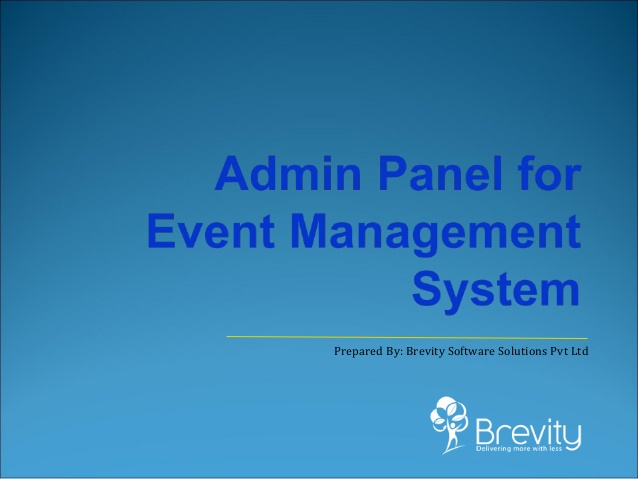 Admin Panel for
Event Management
System
Prepared By: Brevity Software Solutions Pvt Ltd
Brevity
Delivering more with less